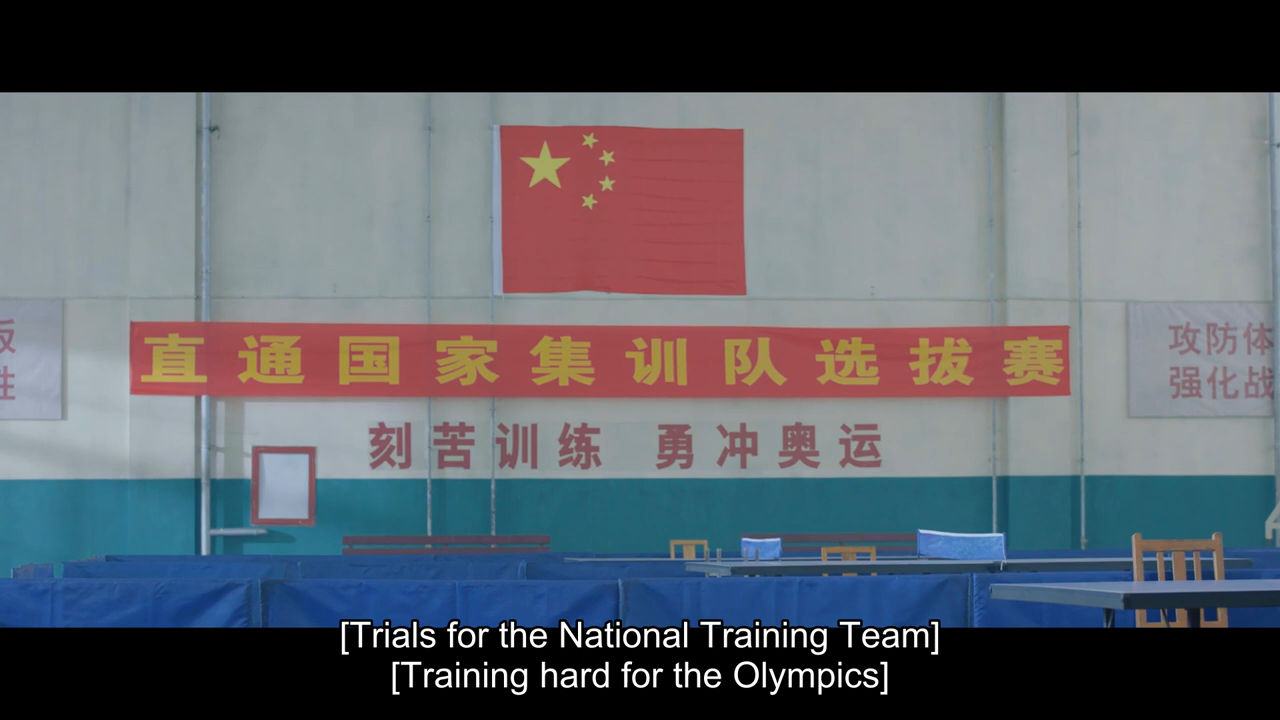 直通国家集训队选拔赛
刻苦训练 勇冲奥运
攻防体
强化战
[Trials for the National Training Team]
[Training hard for the Olympics]